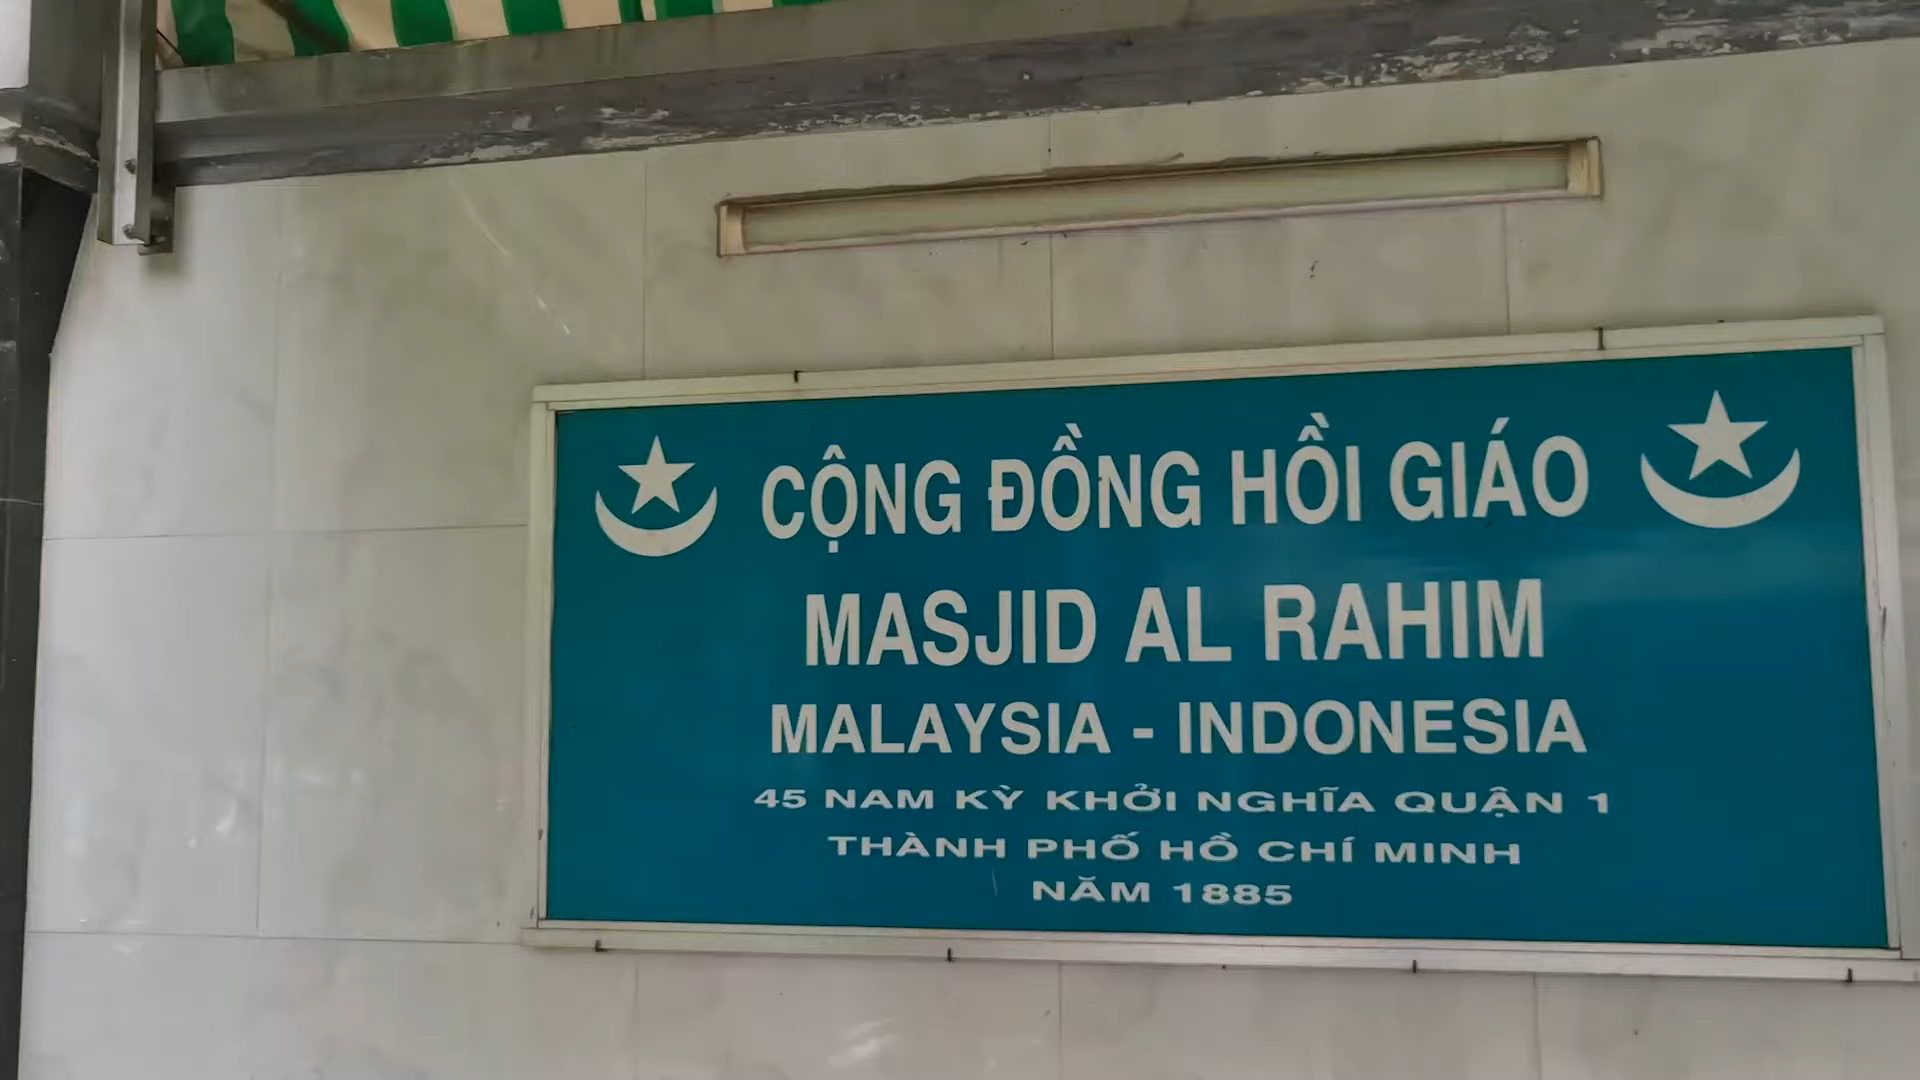 CỘNG ĐỒNG HỒI GIÁO
MASJID AL RAHIM
MALAYSIA - INDONESIA
45 NAM KỲ KHỞI NGHĨA QUẬN 1
THÀNH PHỐ HỒ CHÍ MINH
NĂM 1885